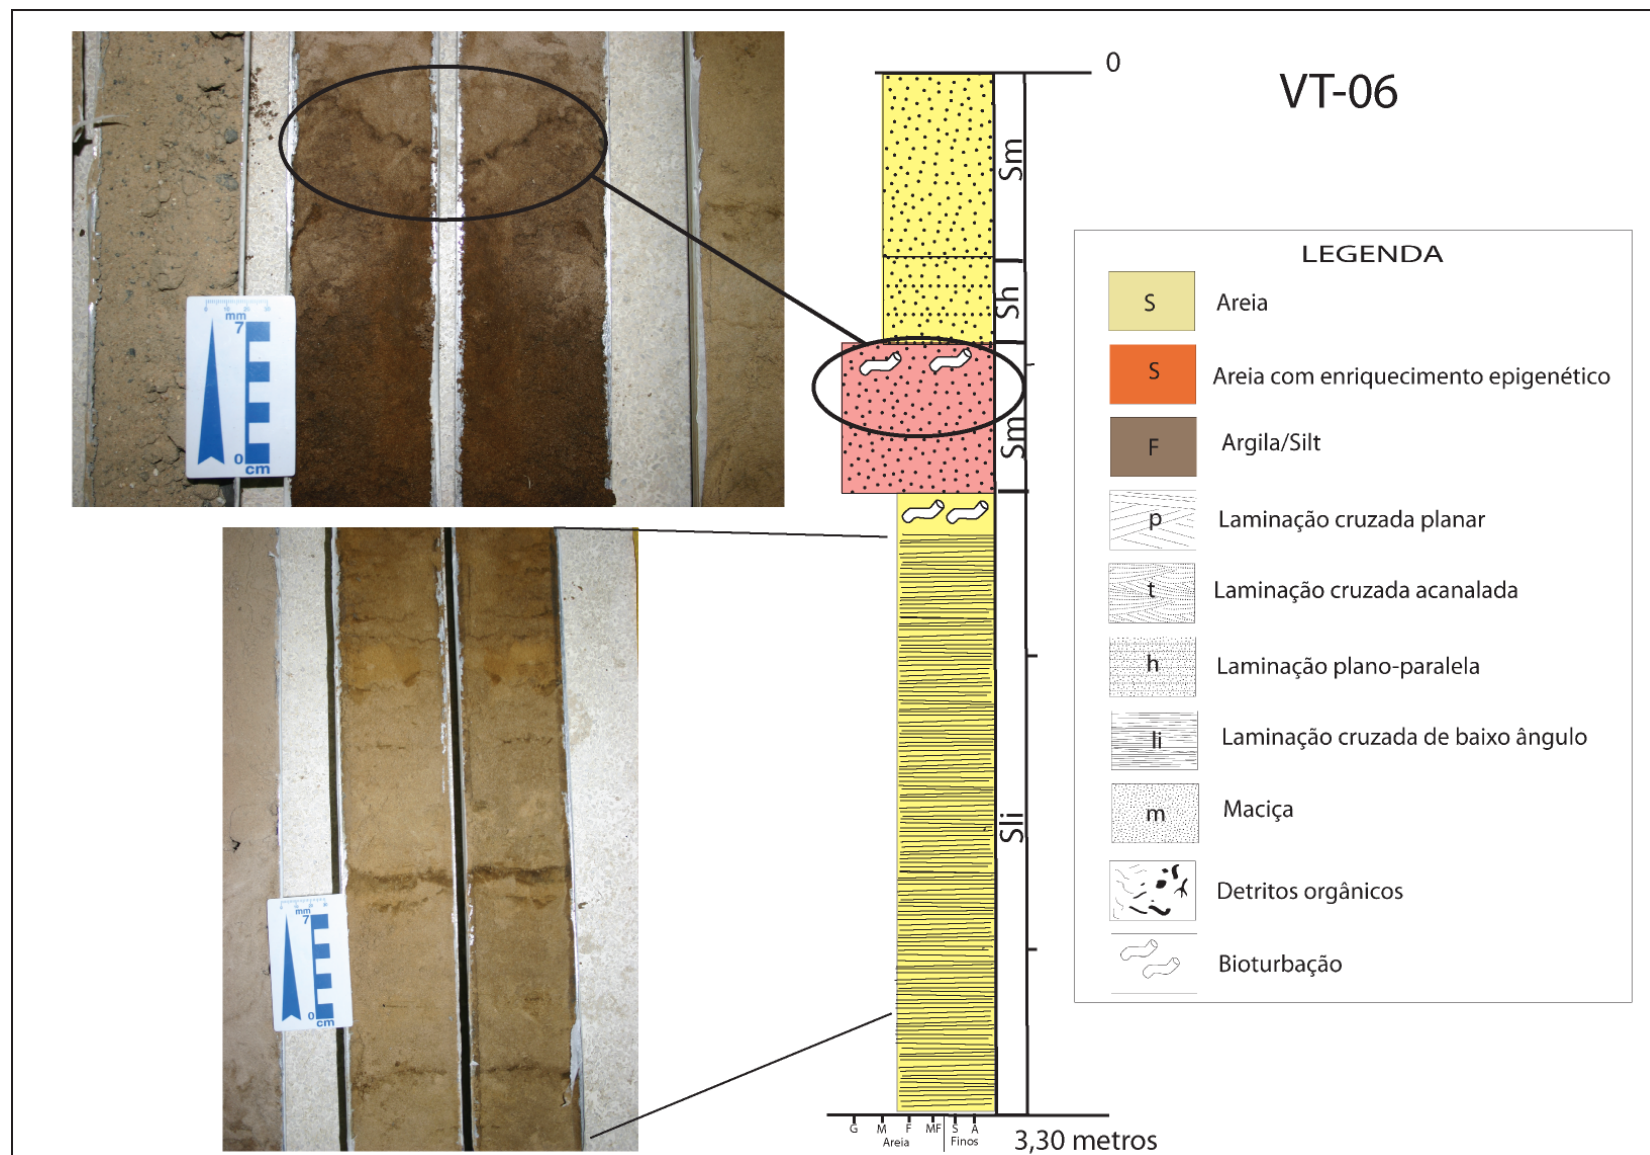 0
VT-06
Sm
Sh
Sm
Sli
G M F MF S A
Areia Finos
3,30 metros
LEGENDA
S Areia
S Areia com enriquecimento epigenético
F Argila/Silt
p Laminação cruzada planar
t Laminação cruzada acanalada
h Laminação plano-paralela
li Laminação cruzada de baixo ângulo
m Maciça
Detritos orgânicos
Bioturbação
mm
7
0
cm
mm
7
0
cm